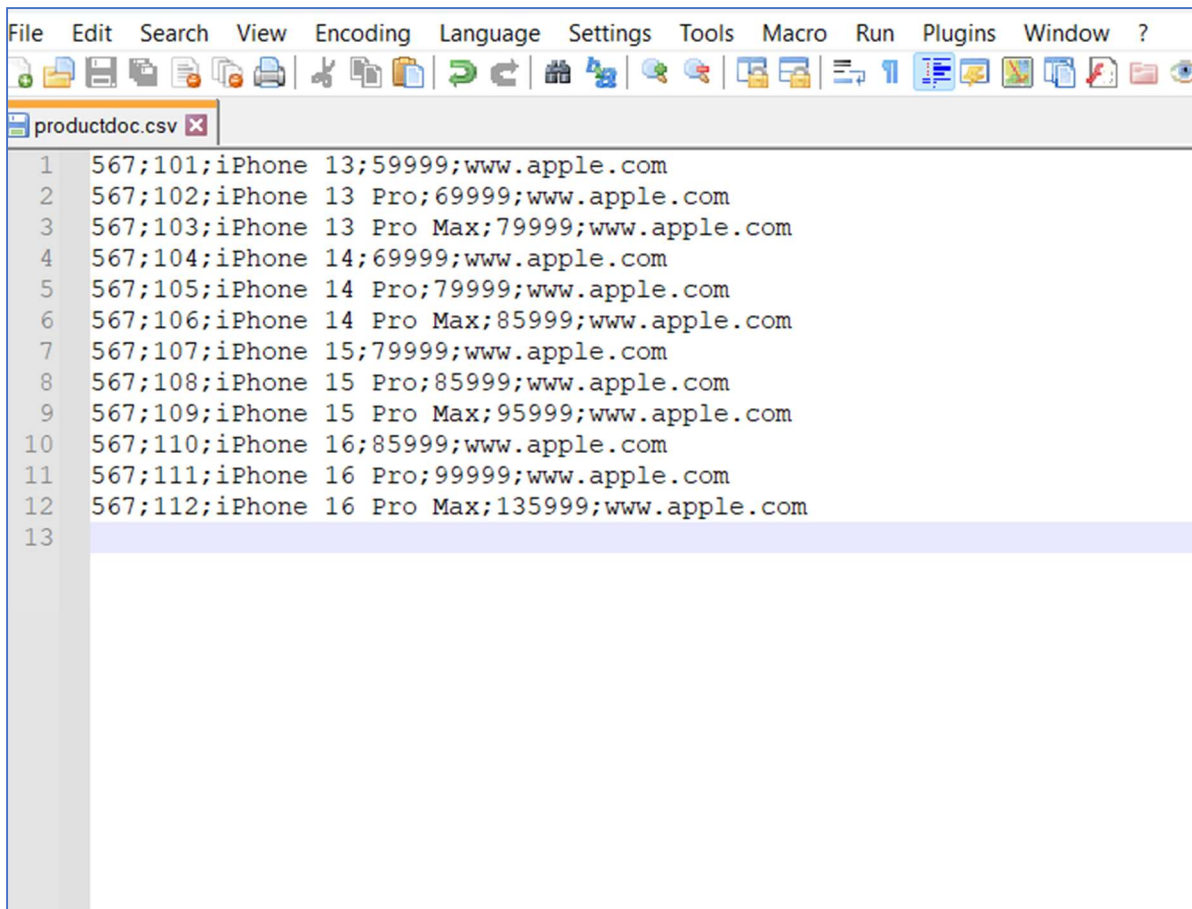 File Edit Search View Encoding Language Settings Tools Macro Run Plugins Window ?
productdoc.csv
1 567;101;iPhone 13;59999;www.apple.com
2 567;102;iPhone 13 Pro;69999;www.apple.com
3 567;103;iPhone 13 Pro Max;79999;www.apple.com
4 567;104;iPhone 14;69999;www.apple.com
5 567;105;iPhone 14 Pro;79999;www.apple.com
6 567;106;iPhone 14 Pro Max;85999;www.apple.com
7 567;107;iPhone 15;79999;www.apple.com
8 567;108;iPhone 15 Pro;85999;www.apple.com
9 567;109;iPhone 15 Pro Max;95999;www.apple.com
10 567;110;iPhone 16;85999;www.apple.com
11 567;111;iPhone 16 Pro;99999;www.apple.com
12 567;112;iPhone 16 Pro Max;135999;www.apple.com
13